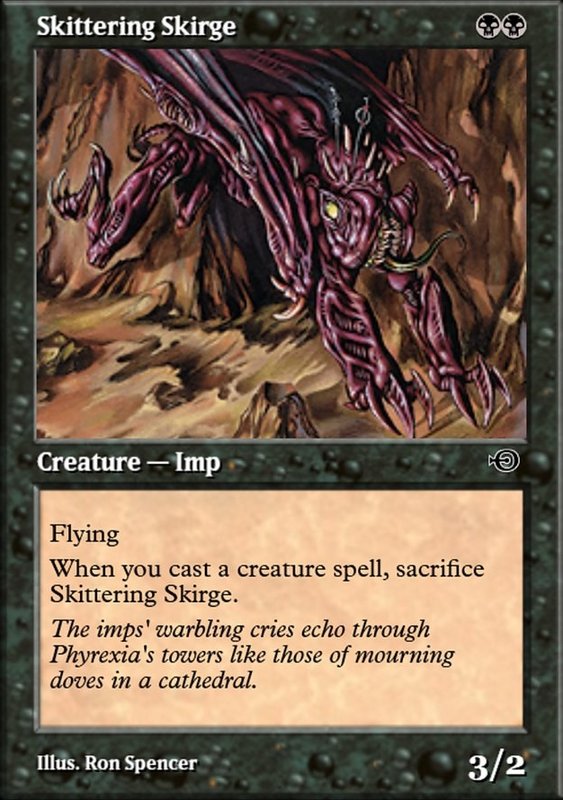 Skittering Skirge
Creature — Imp
Flying
When you cast a creature spell, sacrifice
Skittering Skirge.
The imps' warbling cries echo through
Phyrexia's towers like those of mourning
doves in a cathedral.
Illus. Ron Spencer
3/2